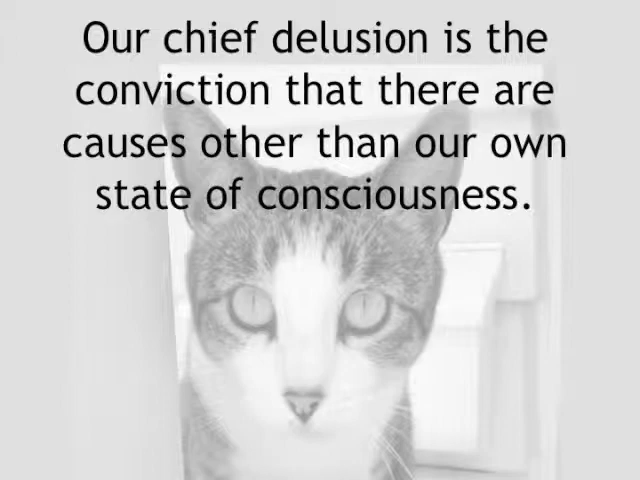 Our chief delusion is the
conviction that there are
causes other than our own
state of consciousness.